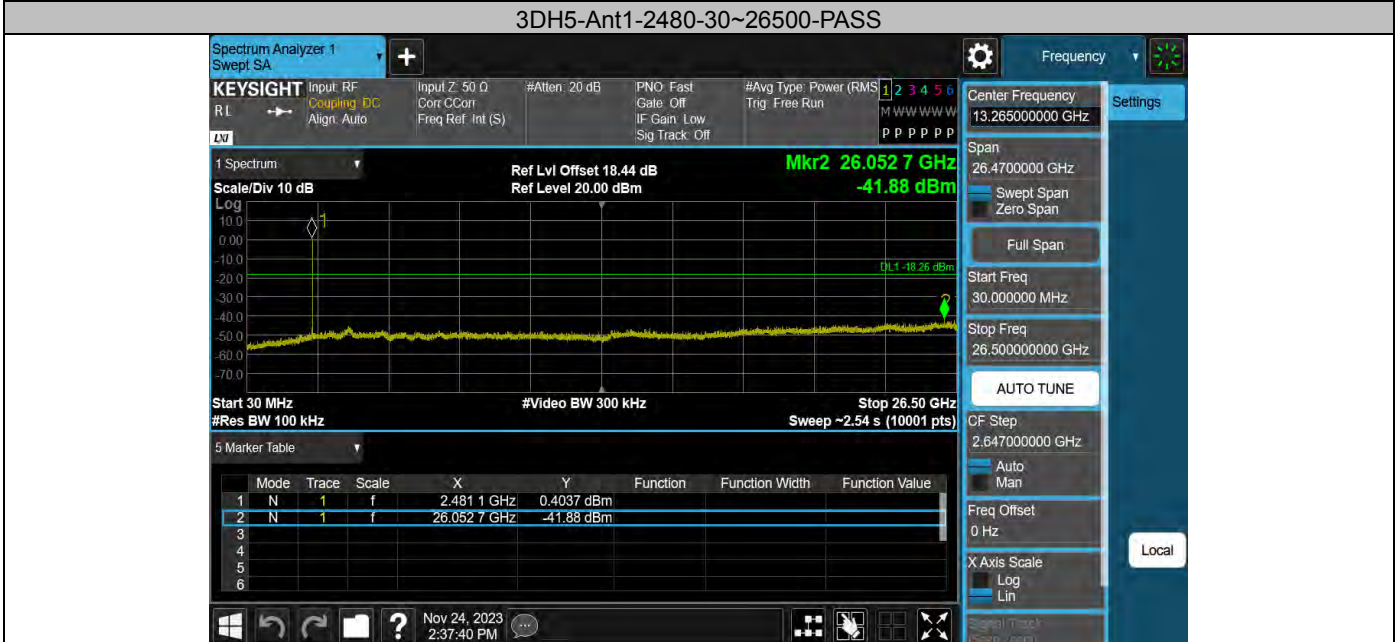 3DH5-Ant1-2480-30~26500-PASS
Spectrum Analyzer 1
Swept SA
+
Frequency
KEYSIGHT
RL
LXI
Input: RF
Coupling: DC
Align: Auto
Input Z: 50 Ω
Corr CCorr
Freq Ref: Int (S)
#Atten: 20 dB
PNO: Fast
Gate: Off
IF Gain: Low
Sig Track: Off
#Avg Type: Power (RMS
Trig: Free Run
1 2 3 4 5 6
M W W W W W
P P P P P P
1 Spectrum
Scale/Div 10 dB
Log
Ref Lvl Offset 18.44 dB
Ref Level 20.00 dBm
Mkr2 26.052 7 GHz
-41.88 dBm
10.0
0.00
-10.0
-20.0
-30.0
-40.0
-50.0
-60.0
-70.0
1
DL1 -18.26 dBm
Start 30 MHz
#Res BW 100 kHz
#Video BW 300 kHz
Stop 26.50 GHz
Sweep ~2.54 s (10001 pts)
5 Marker Table
Mode Trace Scale X Y Function Function Width Function Value
1 N 1 f 2.481 1 GHz 0.4037 dBm
2 N 1 f 26.052 7 GHz -41.88 dBm
3
4
5
6
?
Nov 24, 2023
2:37:40 PM
Center Frequency
13.265000000 GHz
Settings
Span
26.4700000 GHz
Swept Span
Zero Span
Full Span
Start Freq
30.000000 MHz
Stop Freq
26.500000000 GHz
AUTO TUNE
CF Step
2.647000000 GHz
Auto
Man
Freq Offset
0 Hz
X Axis Scale
Log
Lin
Local
Signal Track